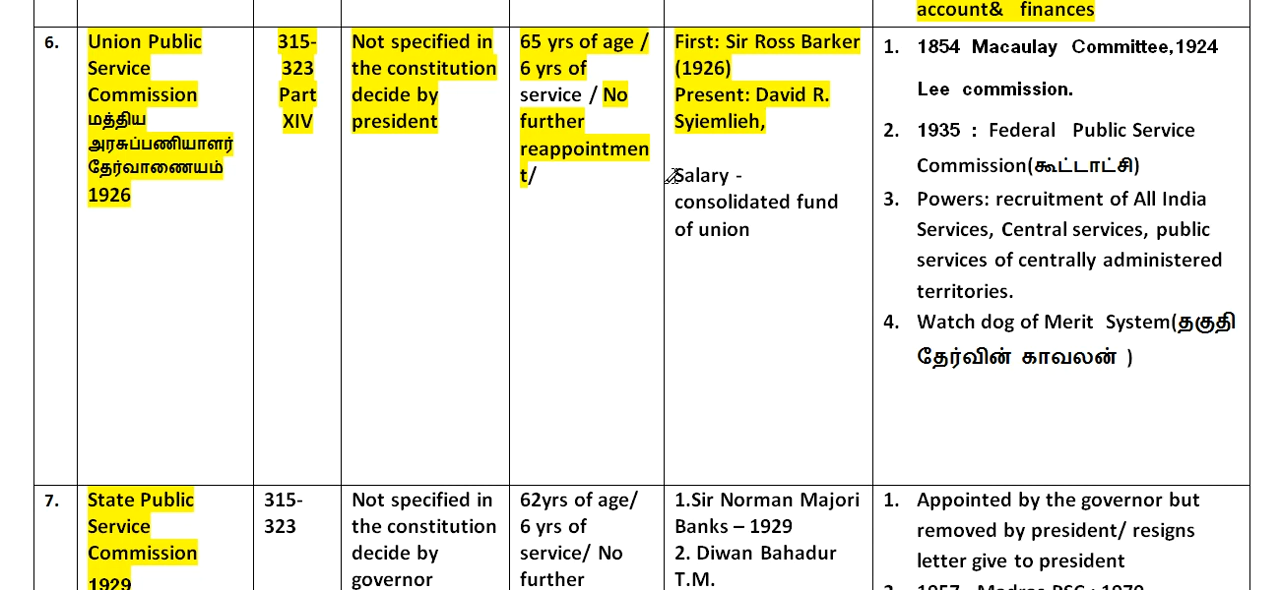 account& finances
6.
Union Public
Service
Commission
மத்திய
அரசுப்பணியாளர்
தேர்வாணையம்
1926
315-
323
Part
XIV
Not specified in
the constitution
decide by
president
65 yrs of age /
6 yrs of
service / No
further
reappointmen
t/
First: Sir Ross Barker
(1926)
Present: David R.
Syiemlieh,
Salary -
consolidated fund
of union
1. 1854 Macaulay Committee,1924
Lee commission.
2. 1935 : Federal Public Service
Commission(கூட்டாட்சி)
3. Powers: recruitment of All India
Services, Central services, public
services of centrally administered
territories.
4. Watch dog of Merit System(தகுதி
தேர்வின் காவலன் )
7.
State Public
Service
Commission
1929
315-
323
Not specified in
the constitution
decide by
governor
62yrs of age/
6 yrs of
service/ No
further
1.Sir Norman Majori
Banks – 1929
2. Diwan Bahadur
T.M.
1. Appointed by the governor but
removed by president/ resigns
letter give to president
2. 1957 - Madras PSC : 1970